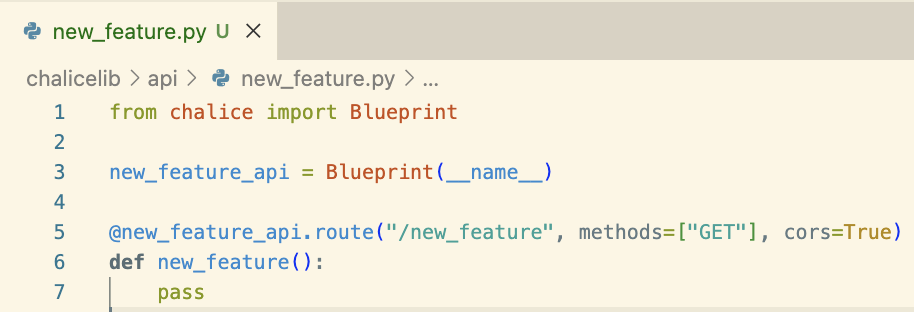 new_feature.py U
chalicelib > api > new_feature.py > ...
1 from chalice import Blueprint
2
3 new_feature_api = Blueprint(__name__)
4
5 @new_feature_api.route("/new_feature", methods=["GET"], cors=True)
6 def new_feature():
7     pass